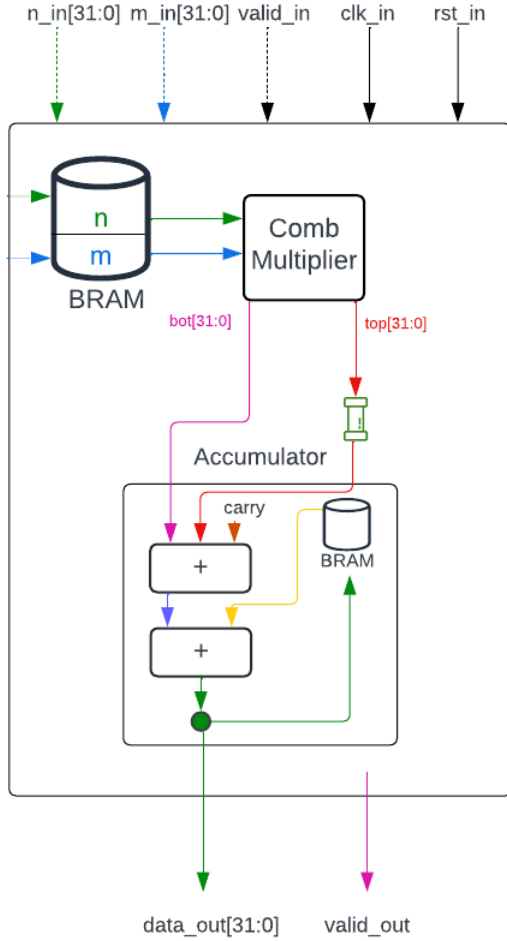 n_in[31:0] m_in[31:0] valid_in clk_in rst_in
n
m
BRAM
Comb
Multiplier
bot[31:0]
top[31:0]
Accumulator
carry
BRAM
+
+
data_out[31:0] valid_out